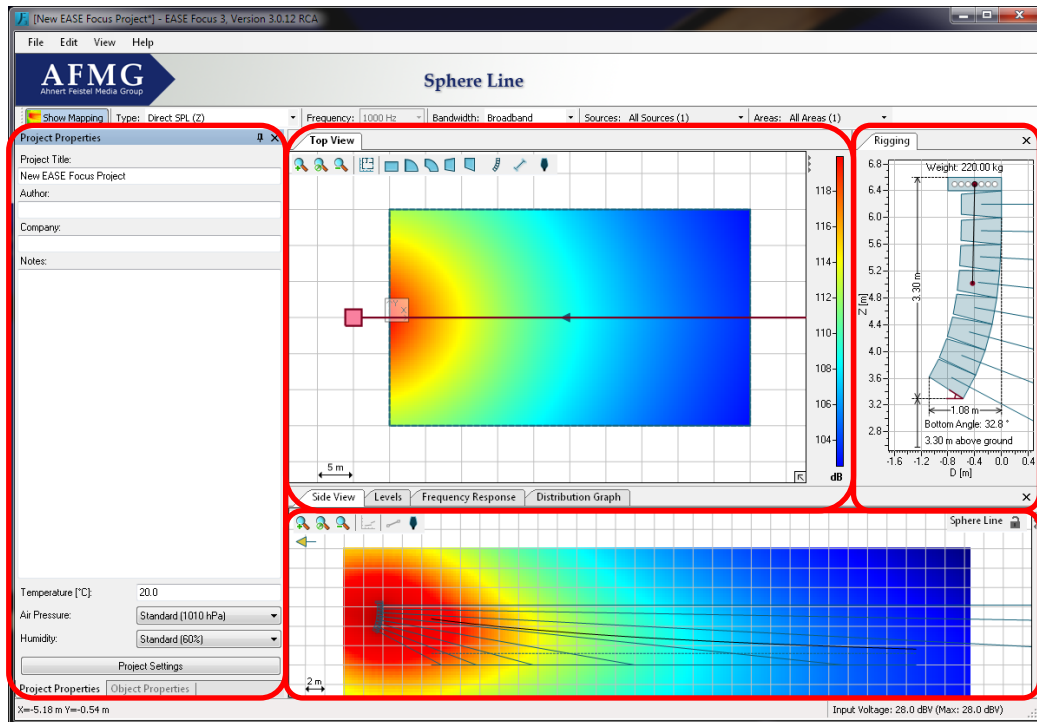 [New EASE Focus Project*] - EASE Focus 3, Version 3.0.12 RCA
File Edit View Help
AFMG
Ahnert Feistel Media Group
Sphere Line
Show Mapping Type: Direct SPL (Z) Frequency: 1000 Hz Bandwidth: Broadband Sources: All Sources (1) Areas: All Areas (1)
Project Properties
Project Title:
New EASE Focus Project
Author:
Company:
Notes:
Temperature [°C]: 20.0
Air Pressure: Standard (1010 hPa)
Humidity: Standard (60%)
Project Settings
Project Properties Object Properties
Top View
Y
X
5 m
118
116
114
112
110
108
106
104
dB
Rigging
Weight: 220.00 kg
6.8
6.4
6.0
5.6
5.2
4.8
4.4
4.0
3.6
3.2
2.8
Z [m]
3.30 m
1.08 m
Bottom Angle: 32.8 °
3.30 m above ground
-1.6 -1.2 -0.8 -0.4 0.0 0.4
D [m]
Side View Levels Frequency Response Distribution Graph
Sphere Line
2 m
X=-5.18 m Y=-0.54 m
Input Voltage: 28.0 dBV (Max: 28.0 dBV)